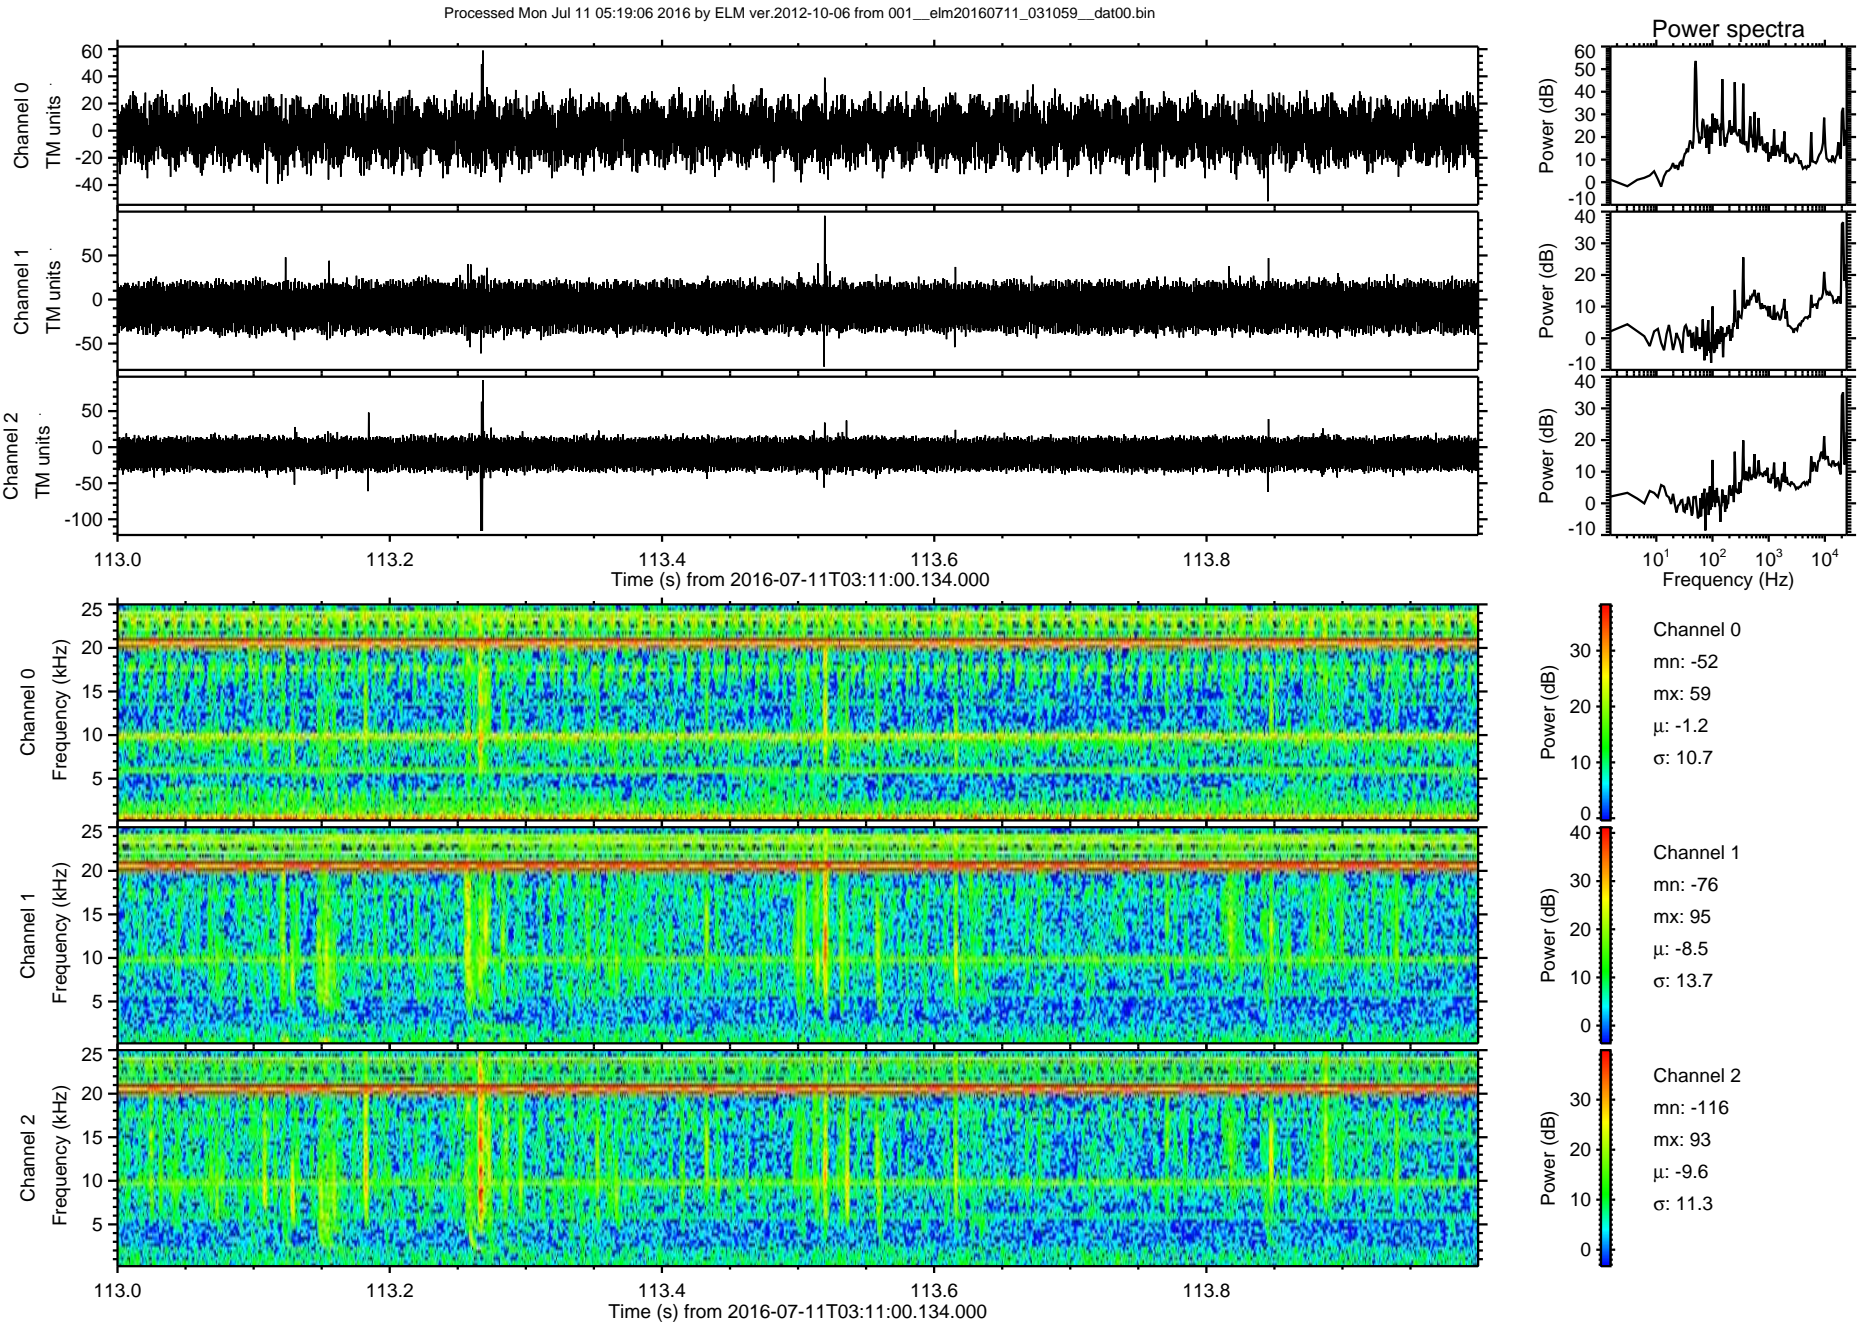 Processed Mon Jul 11 05:19:06 2016 by ELM ver.2012-10-06 from 001__elm20160711_031059__dat00.bin
Power spectra
Channel 0
TM units
60
40
20
0
-20
-40
Power (dB)
60
50
40
30
20
10
0
-10
Channel 1
TM units
50
0
-50
Power (dB)
40
30
20
10
0
-10
Channel 2
TM units
50
0
-50
-100
Power (dB)
40
30
20
10
0
-10
113.0 113.2 113.4 113.6 113.8
Time (s) from 2016-07-11T03:11:00.134.000
10^1 10^2 10^3 10^4
Frequency (Hz)
Channel 0
Frequency (kHz)
25
20
15
10
5
Power (dB)
30
20
10
0
Channel 0
mn: -52
mx: 59
μ: -1.2
σ: 10.7
Channel 1
Frequency (kHz)
25
20
15
10
5
Power (dB)
40
30
20
10
0
Channel 1
mn: -76
mx: 95
μ: -8.5
σ: 13.7
Channel 2
Frequency (kHz)
25
20
15
10
5
Power (dB)
30
20
10
0
Channel 2
mn: -116
mx: 93
μ: -9.6
σ: 11.3
113.0 113.2 113.4 113.6 113.8
Time (s) from 2016-07-11T03:11:00.134.000